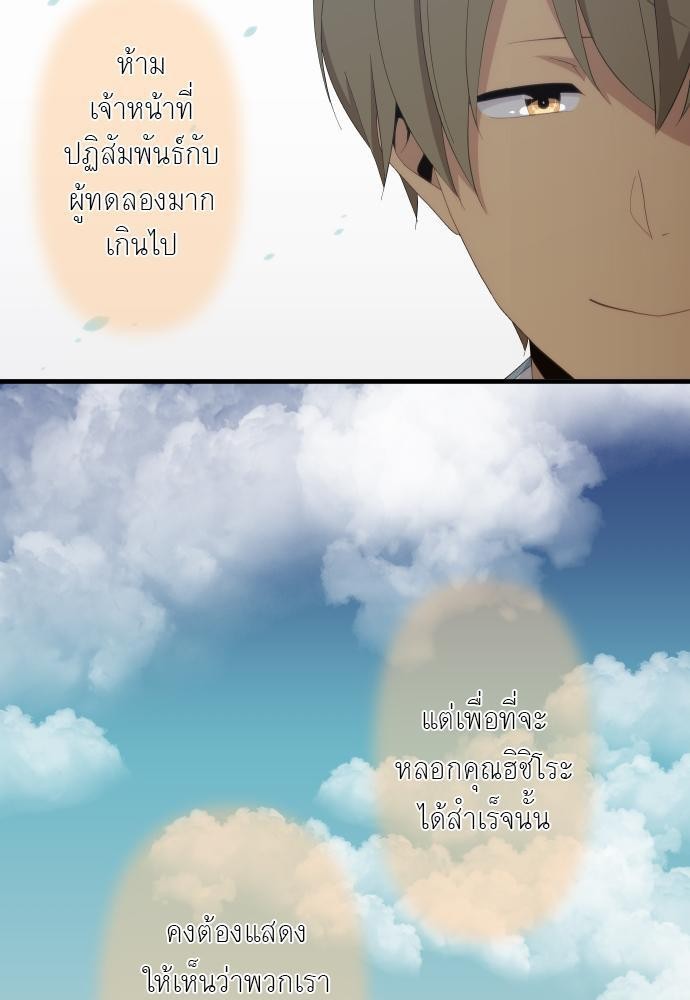 ห้าม
เจ้าหน้าที่
ปฏิสัมพันธ์กับ
ผู้ทดลองมาก
เกินไป
แต่เพื่อที่จะ
หลอกคุณฮิชิโระ
ได้สำเร็จนั้น
คงต้องแสดง
ให้เห็นว่าพวกเรา